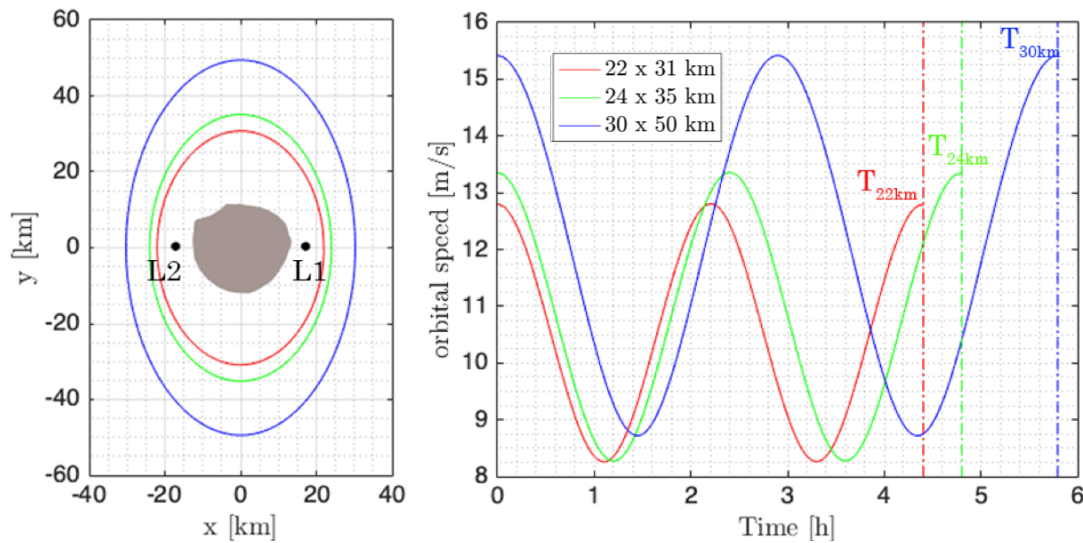 60
40
20
0
-20
-40
-60
-40
-20
0
20
40
x [km]
y [km]
L2
L1
16
15
14
13
12
11
10
9
8
0
1
2
3
4
5
6
Time [h]
orbital speed [m/s]
22 x 31 km
24 x 35 km
30 x 50 km
T22km
T24km
T30km